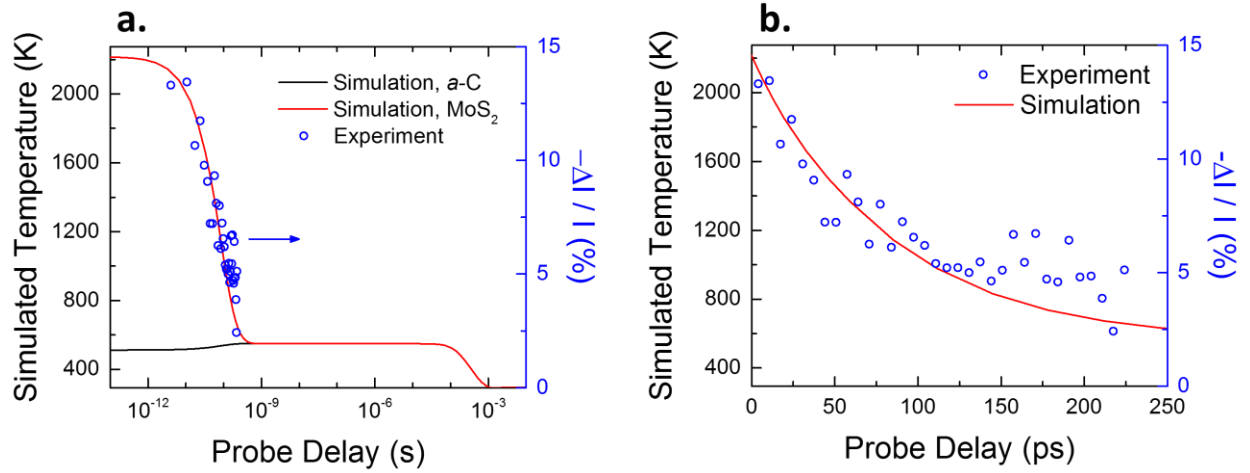 a.
Simulated Temperature (K)
2000
1600
1200
800
400
Simulation, a-C
Simulation, MoS₂
Experiment
15
10
5
0
–ΔI / I (%)
10⁻¹² 10⁻⁹ 10⁻⁶ 10⁻³
Probe Delay (s)
b.
Simulated Temperature (K)
2000
1600
1200
800
400
Experiment
Simulation
15
10
5
0
-ΔI / I (%)
0 50 100 150 200 250
Probe Delay (ps)